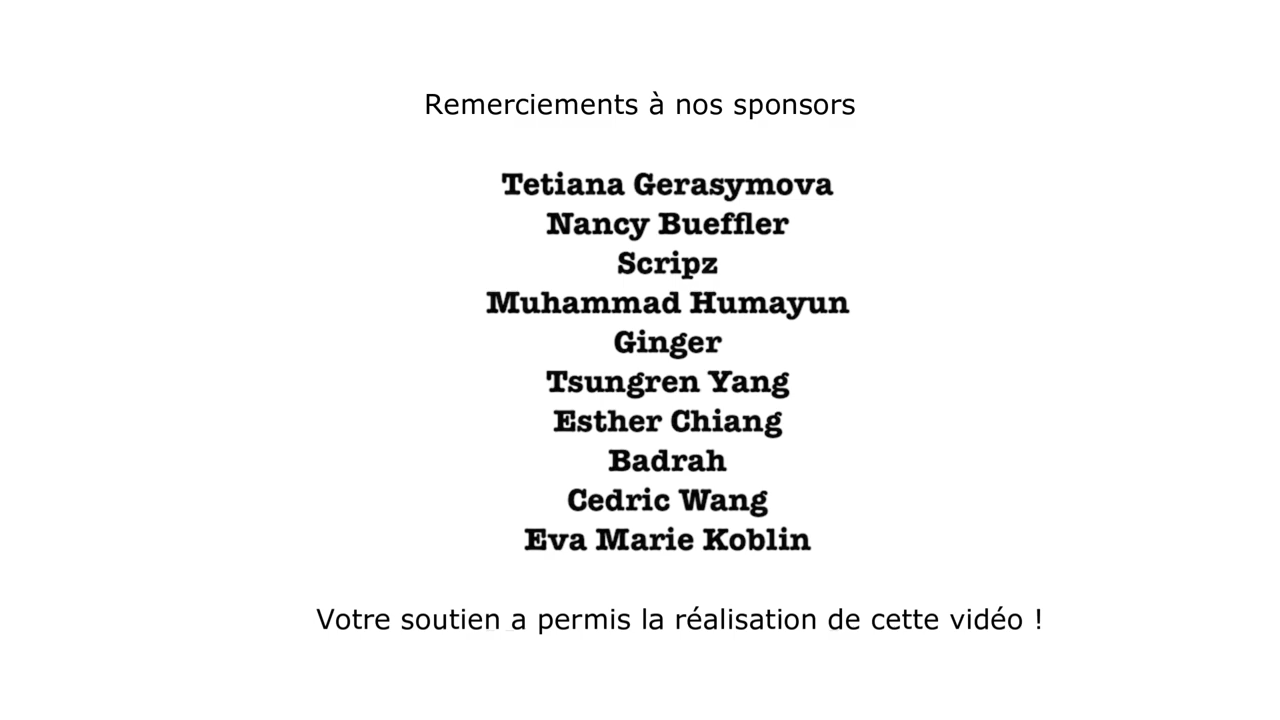 Remerciements à nos sponsors
Tetiana Gerasymova
Nancy Bueffler
Scripz
Muhammad Humayun
Ginger
Tsungren Yang
Esther Chiang
Badrah
Cedric Wang
Eva Marie Koblin
Votre soutien a permis la réalisation de cette vidéo !